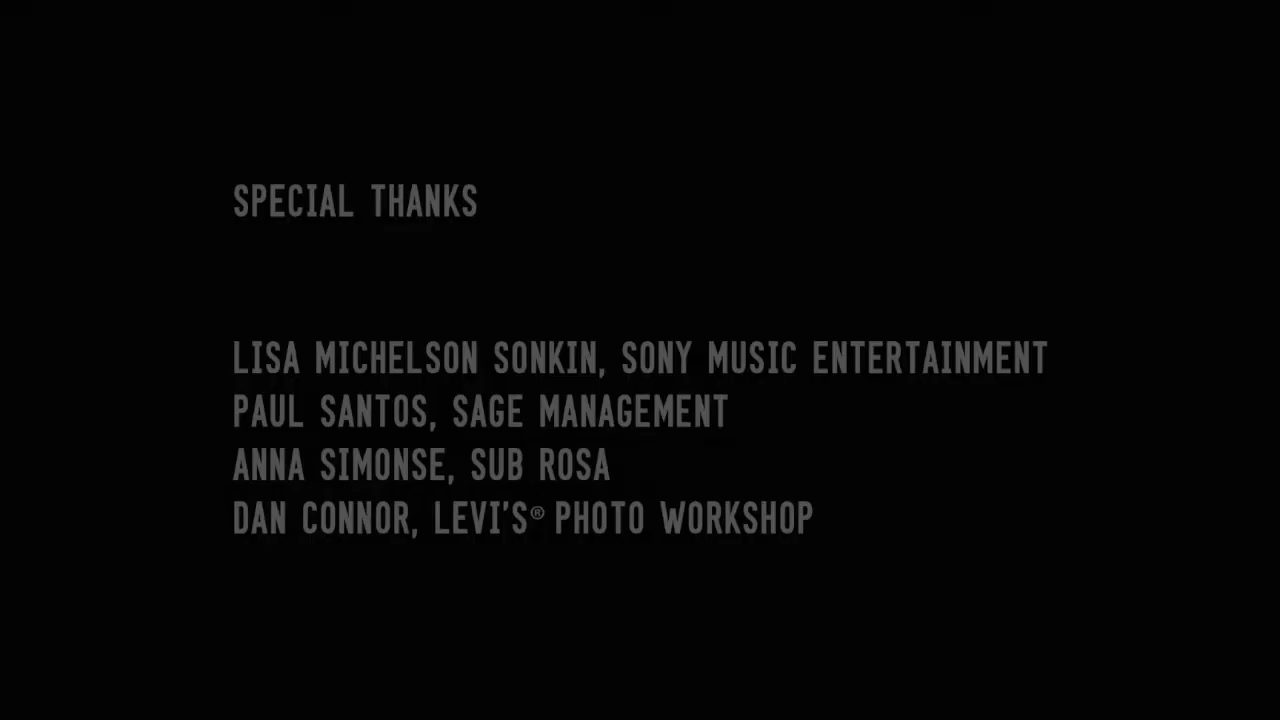 SPECIAL THANKS
LISA MICHELSON SONKIN, SONY MUSIC ENTERTAINMENT
PAUL SANTOS, SAGE MANAGEMENT
ANNA SIMONSE, SUB ROSA
DAN CONNOR, LEVI'S® PHOTO WORKSHOP